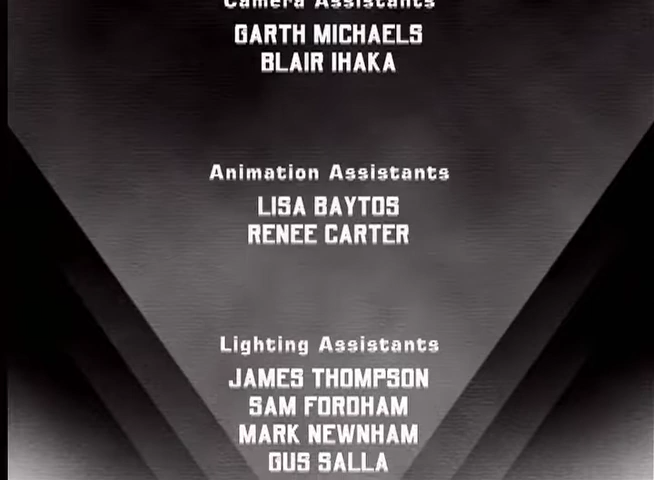 Camera Assistants
GARTH MICHAELS
BLAIR IHAKA
Animation Assistants
LISA BAYTOS
RENEE CARTER
Lighting Assistants
JAMES THOMPSON
SAM FORDHAM
MARK NEWNHAM
GUS SALLA